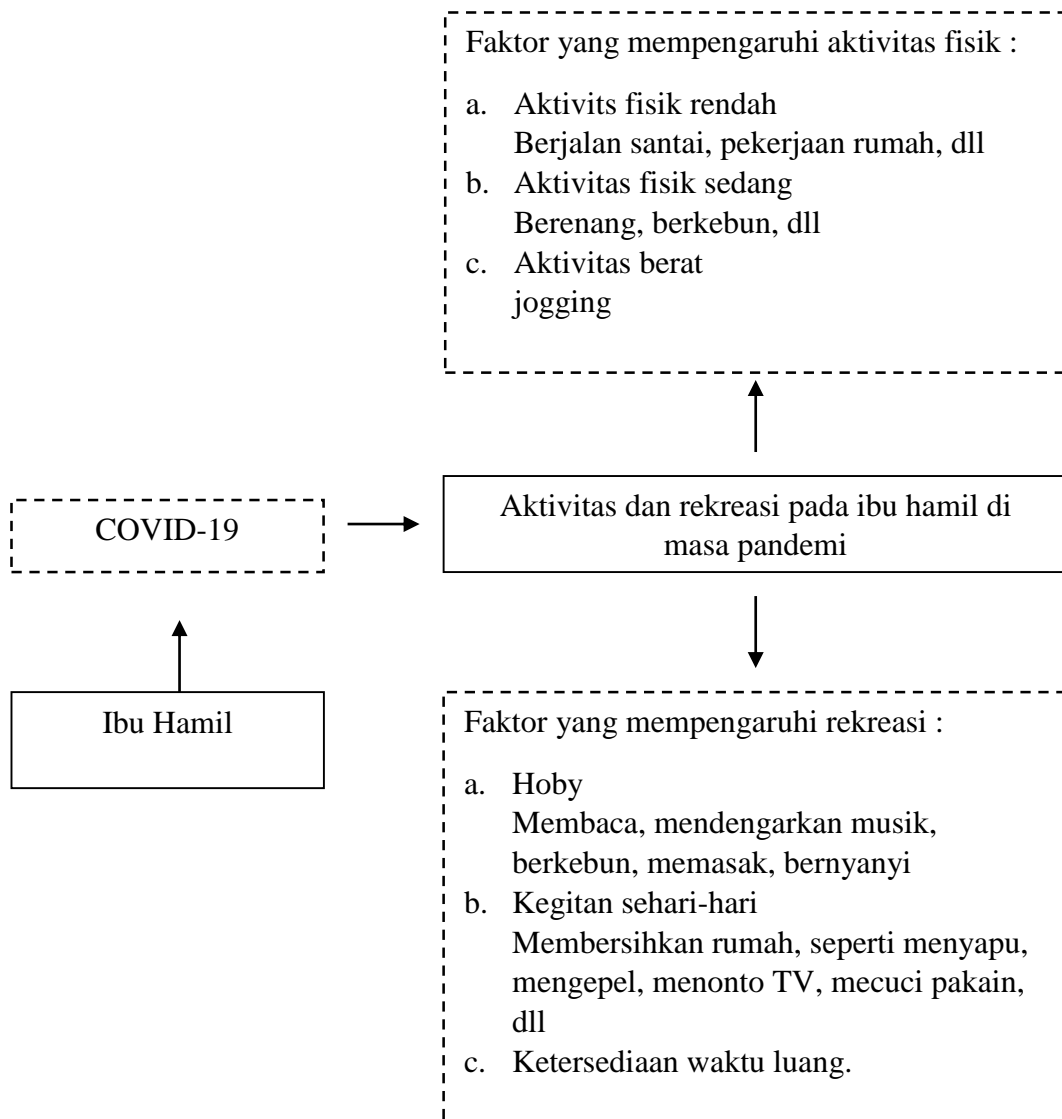 Faktor yang mempengaruhi aktivitas fisik :
a. Aktivits fisik rendah
Berjalan santai, pekerjaan rumah, dll
b. Aktivitas fisik sedang
Berenang, berkebun, dll
c. Aktivitas berat
jogging
COVID-19
Aktivitas dan rekreasi pada ibu hamil di
masa pandemi
Ibu Hamil
Faktor yang mempengaruhi rekreasi :
a. Hoby
Membaca, mendengarkan musik,
berkebun, memasak, bernyanyi
b. Kegitan sehari-hari
Membersihkan rumah, seperti menyapu,
mengepel, menonto TV, mecuci pakain,
dll
c. Ketersediaan waktu luang.